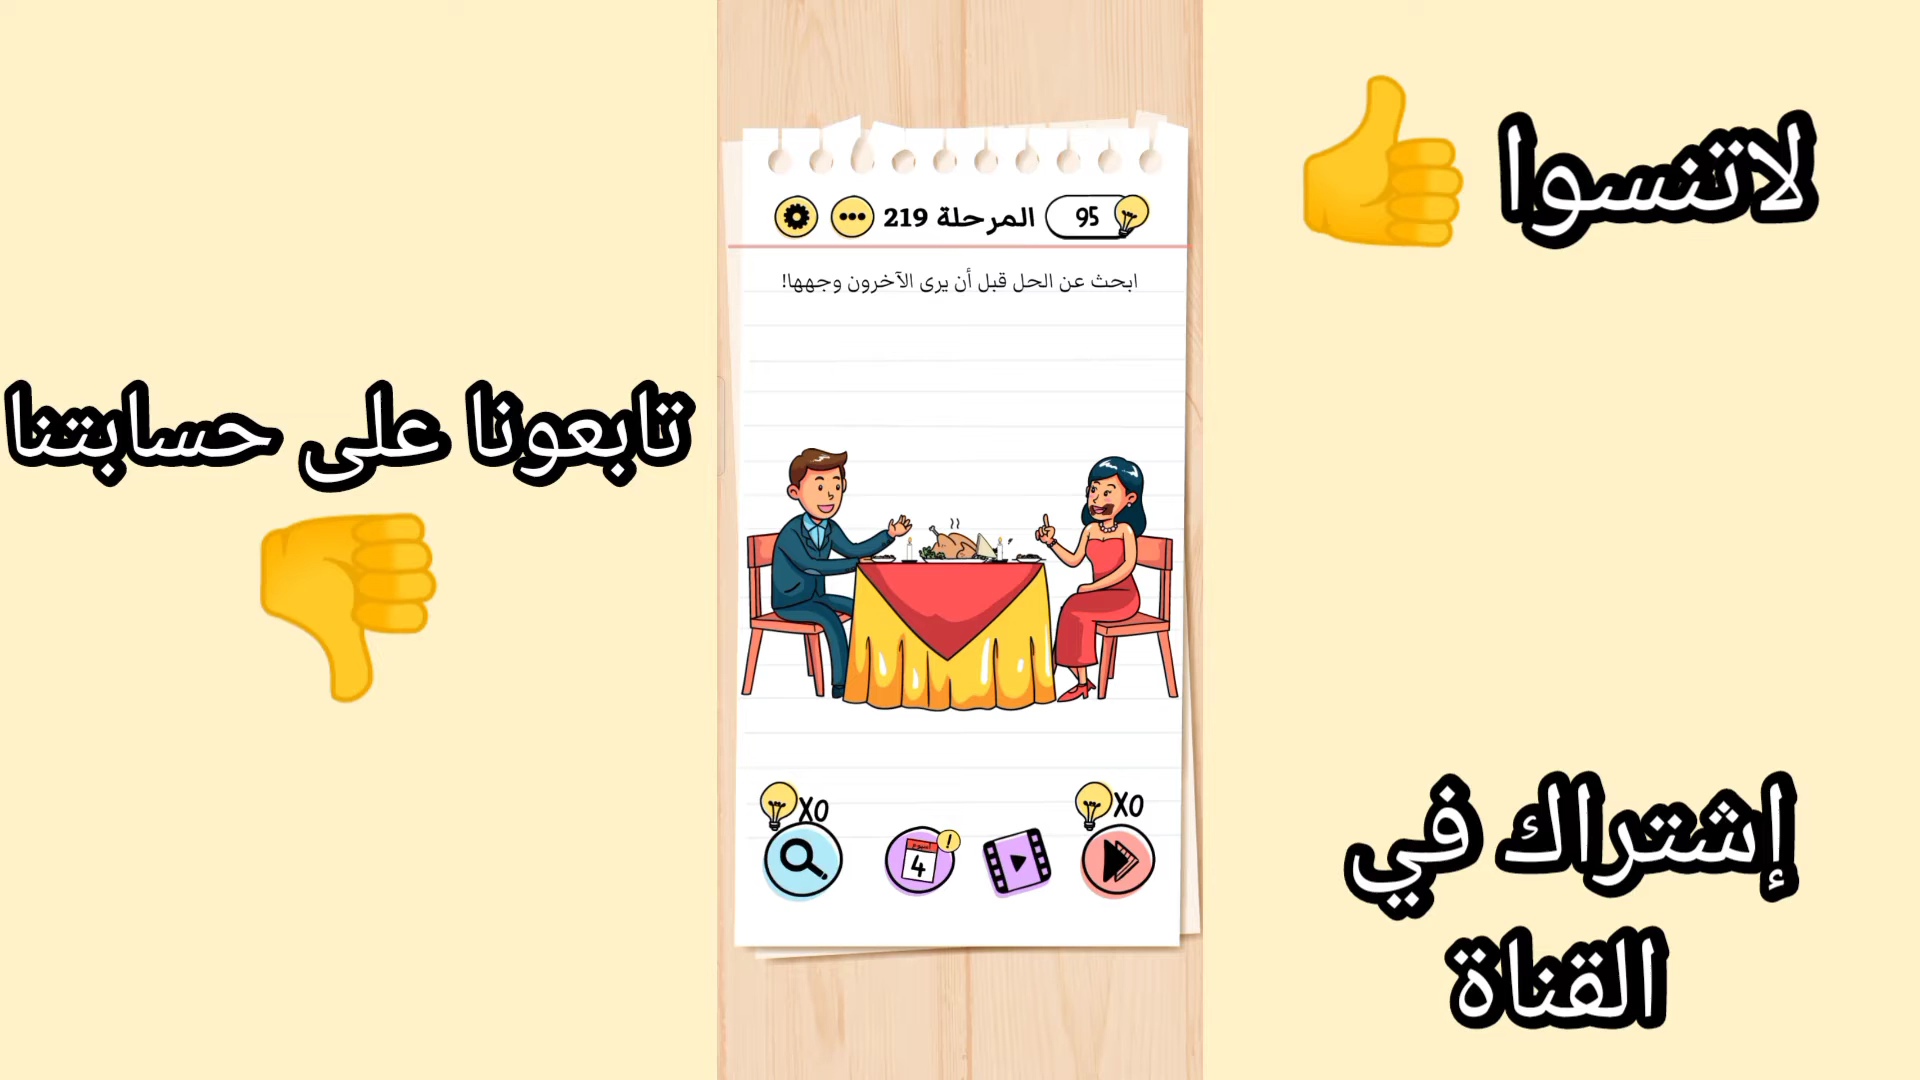 لاتنسوا
المرحلة 219
95
ابحث عن الحل قبل أن يرى الآخرون وجهها!
تابعونا على حسابتنا
X0
X0
4
إشتراك في
القناة